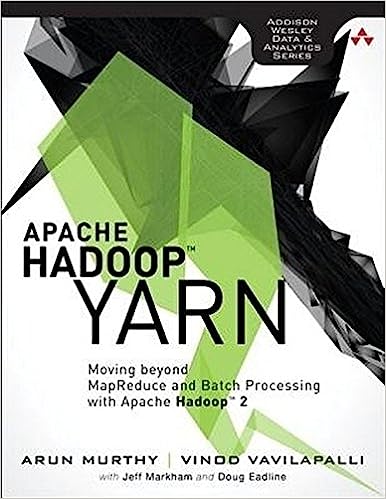 ADDISON
WESLEY
DATA &
ANALYTICS
SERIES
APACHE
HADOOP™
YARN
Moving beyond
MapReduce and Batch Processing
with Apache Hadoop™ 2
ARUN MURTHY | VINOD VAVILAPALLI
with Jeff Markham and Doug Eadline